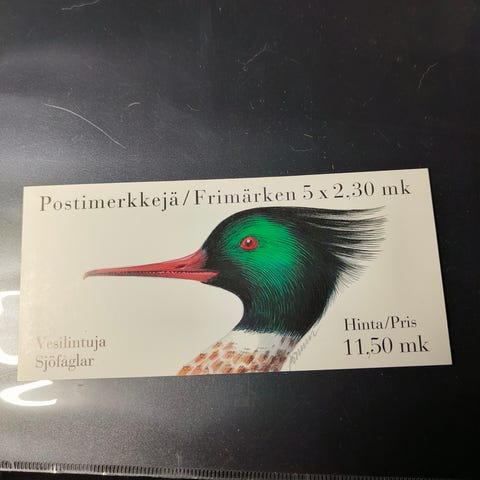 Postimerkkejä/Frimärken 5 x 2,30 mk
Vesilintuja
Sjöfåglar
Hinta/Pris
11,50 mk